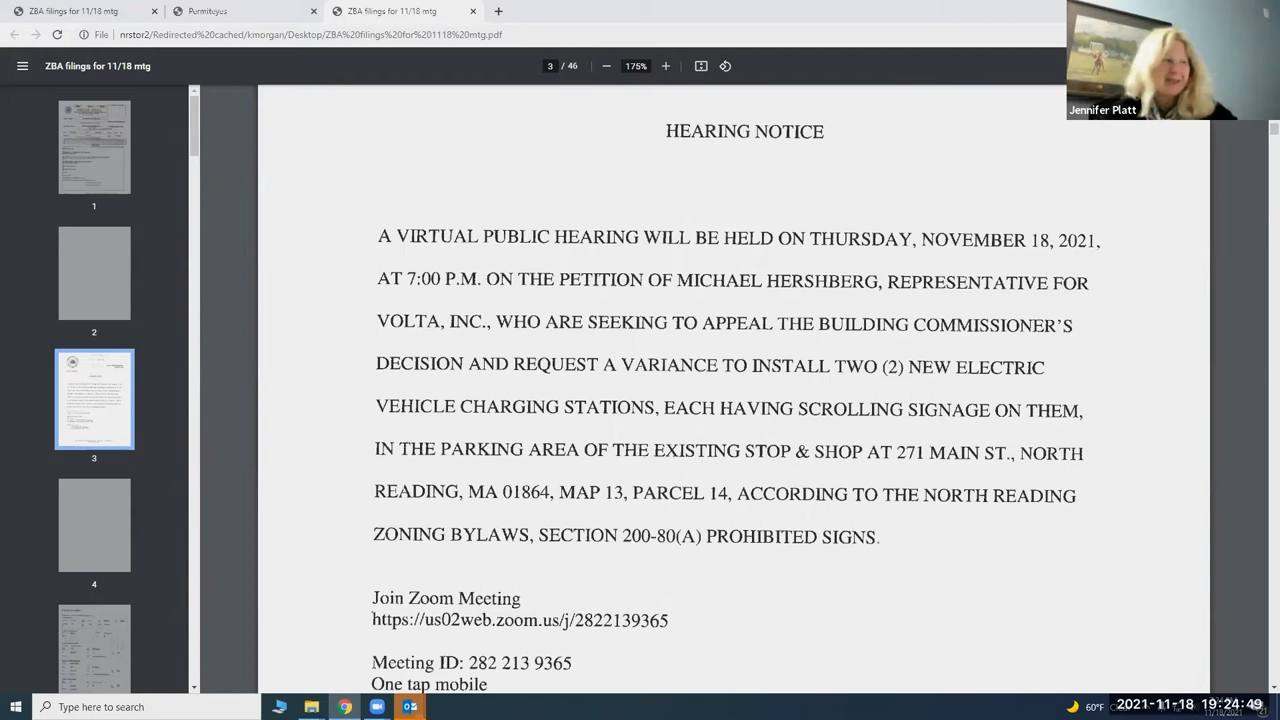 ZBA filings for 11/18 mtg
Permiteyes
ZBA filings for 11/18 mtg
File nrstor2/Redirected%20cached/kmorgan/Desktop/ZBA%20filings%20for%201118%20mtg.pdf
ZBA filings for 11/18 mtg
3 / 46
175%
Jennifer Platt
1
2
3
4
HEARING NOTICE
A VIRTUAL PUBLIC HEARING WILL BE HELD ON THURSDAY, NOVEMBER 18, 2021,
AT 7:00 P.M. ON THE PETITION OF MICHAEL HERSHBERG, REPRESENTATIVE FOR
VOLTA, INC., WHO ARE SEEKING TO APPEAL THE BUILDING COMMISSIONER'S
DECISION AND REQUEST A VARIANCE TO INSTALL TWO (2) NEW ELECTRIC
VEHICLE CHARGING STATIONS, EACH HAVING SCROLLING SIGNAGE ON THEM,
IN THE PARKING AREA OF THE EXISTING STOP & SHOP AT 271 MAIN ST., NORTH
READING, MA 01864, MAP 13, PARCEL 14, ACCORDING TO THE NORTH READING
ZONING BYLAWS, SECTION 200-80(A) PROHIBITED SIGNS.
Join Zoom Meeting
https://us02web.zoom.us/j/2822139365
Meeting ID: 282 213 9365
One tap mobile
Type here to search
60°F
2021-11-18 19:24:49